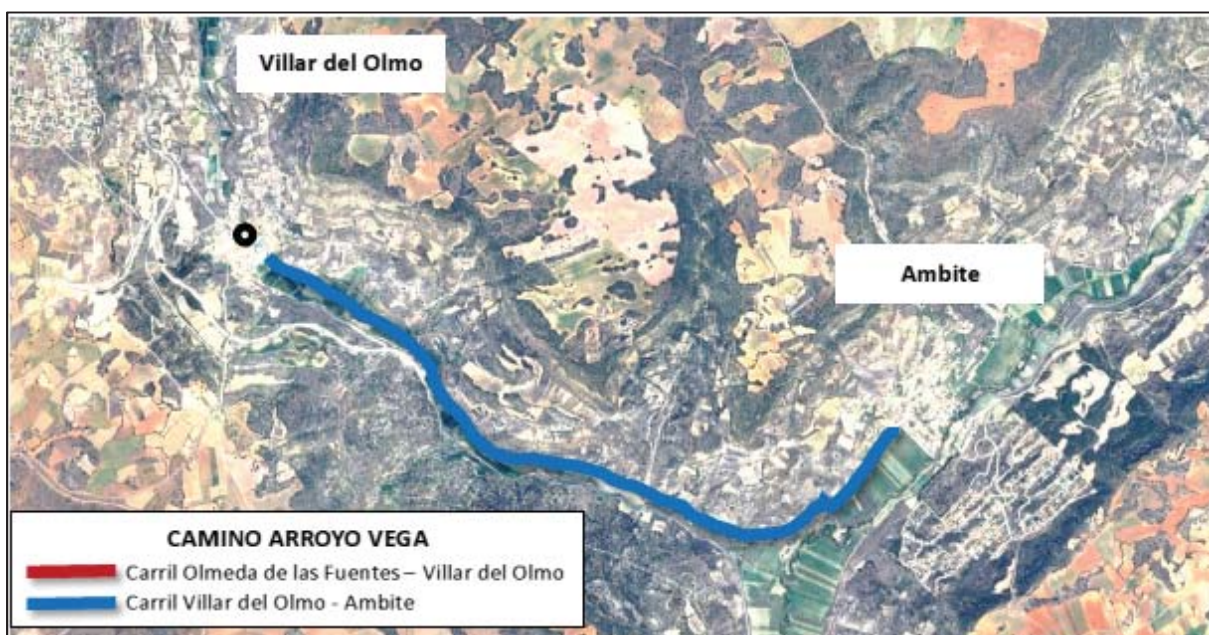 Villar del Olmo
Ambite
CAMINO ARROYO VEGA
Carril Olmeda de las Fuentes – Villar del Olmo
Carril Villar del Olmo - Ambite